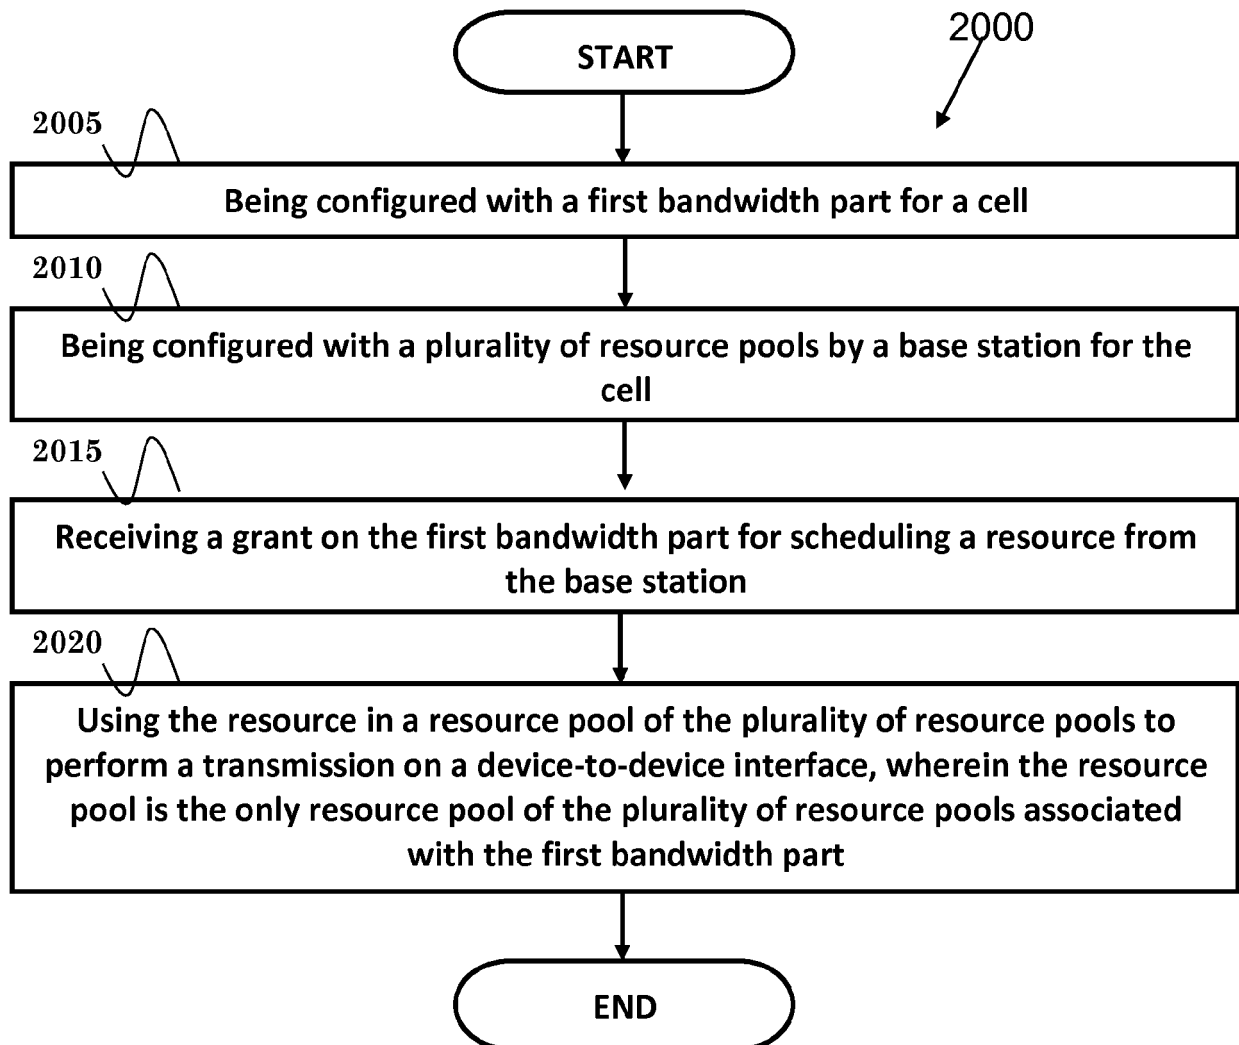 START
2000
2005
Being configured with a first bandwidth part for a cell
2010
Being configured with a plurality of resource pools by a base station for the
cell
2015
Receiving a grant on the first bandwidth part for scheduling a resource from
the base station
2020
Using the resource in a resource pool of the plurality of resource pools to
perform a transmission on a device-to-device interface, wherein the resource
pool is the only resource pool of the plurality of resource pools associated
with the first bandwidth part
END